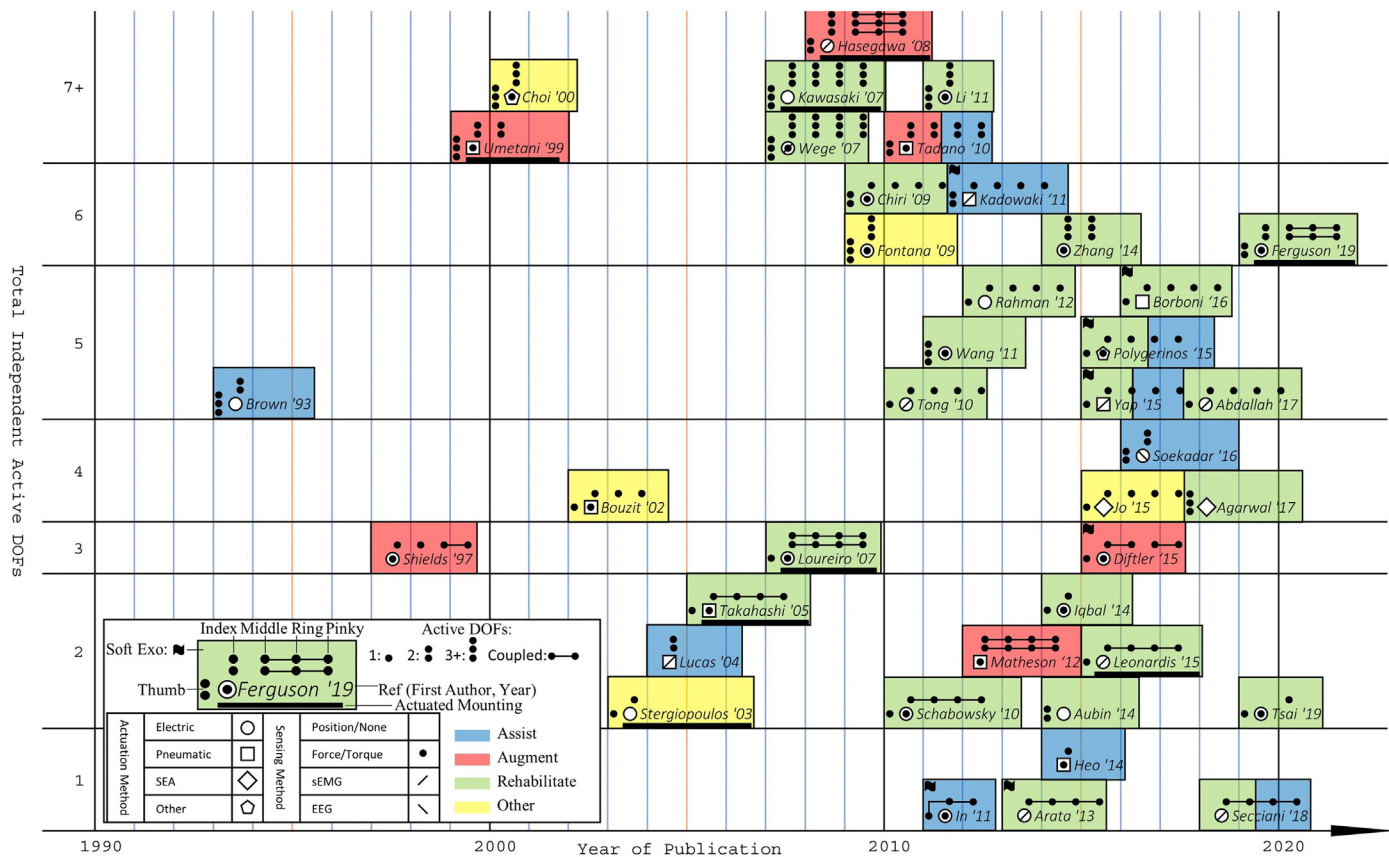 Total Independent Active DOFs
7+
6
5
4
3
2
1
Hasegawa ‘08
Choi '00
Kawasaki '07
Li '11
Umetani ‘99
Wege '07
Tadano ‘10
Chiri '09
Kadowaki ‘11
Fontana '09
Zhang '14
Ferguson '19
Rahman '12
Borboni ‘16
Wang '11
Polygerinos ‘15
Brown '93
Tong '10
Yap '15
Abdallah '17
Soekadar '16
Bouzit '02
Jo '15
Agarwal '17
Shields '97
Loureiro '07
Diftler '15
Takahashi '05
Iqbal '14
Lucas '04
Matheson '12
Leonardis '15
Stergiopoulos '03
Schabowsky '10
Aubin '14
Tsai '19
Heo '14
In '11
Arata '13
Secciani '18
Index Middle Ring Pinky
Active DOFs:
Soft Exo:
1: 2: 3+: Coupled:
Thumb
Ferguson '19
Ref (First Author, Year)
Actuated Mounting
Actuation Method
Electric
Pneumatic
SEA
Other
Sensing Method
Position/None
Force/Torque
sEMG
EEG
Assist
Augment
Rehabilitate
Other
1990 2000 2010 2020
Year of Publication